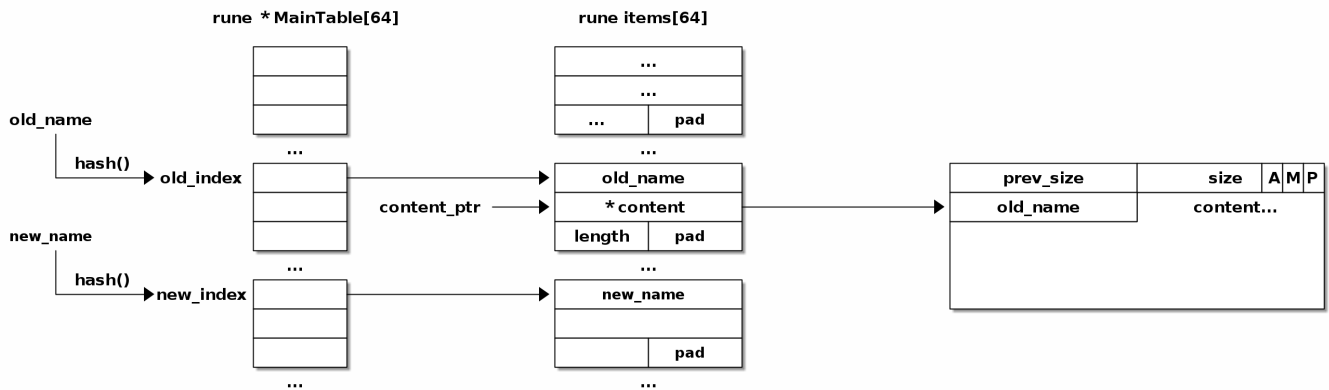 rune *MainTable[64]
rune items[64]
...
...
old_name
... pad
... ...
hash()
old_index
old_name
prev_size size A M P
content_ptr
*content
old_name content...
new_name
length pad
... ...
hash()
new_index
new_name
pad
... ...